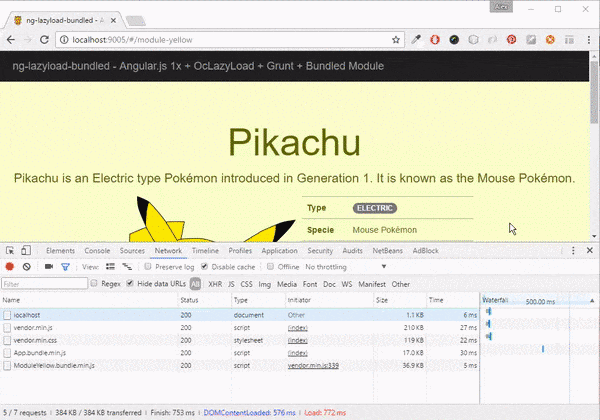 ng-lazyload-bundled - A
Alex
localhost:9005/#/module-yellow
ng-lazyload-bundled - Angular.js 1x + OcLazyLoad + Grunt + Bundled Module
Pikachu
Pikachu is an Electric type Pokémon introduced in Generation 1. It is known as the Mouse Pokémon.
Type ELECTRIC
Specie Mouse Pokémon
Elements Console Sources Network Timeline Profiles Application Security Audits NetBeans AdBlock
View: Preserve log Disable cache Offline No throttling
Filter Regex Hide data URLs All XHR JS CSS Img Media Font Doc WS Manifest Other
Name Status Type Initiator Size Time Waterfall 500.00 ms
localhost 200 document Other 1.1 KB 6 ms
vendor.min.js 200 script (index) 210 KB 27 ms
vendor.min.css 200 stylesheet (index) 119 KB 22 ms
App.bundle.min.js 200 script (index) 17.0 KB 30 ms
ModuleYellow.bundle.min.js 200 script vendor.min.js:339 36.9 KB 5 ms
5 / 7 requests | 384 KB / 384 KB transferred | Finish: 753 ms | DOMContentLoaded: 576 ms | Load: 772 ms